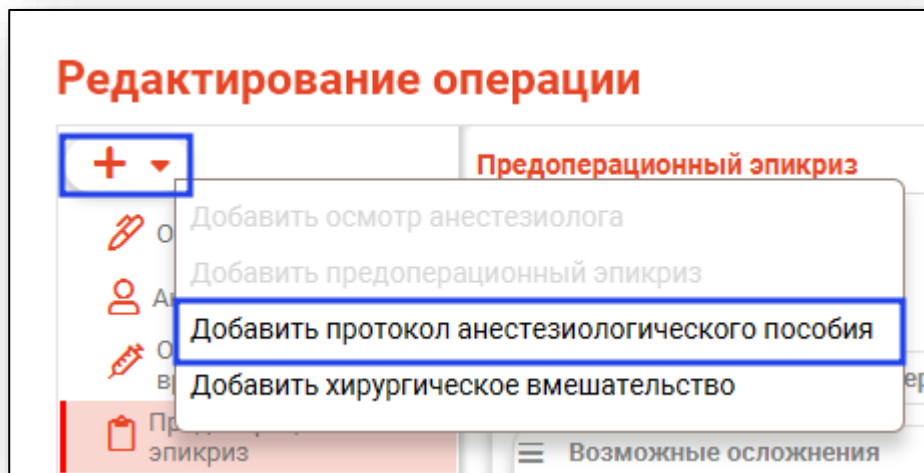 Редактирование операции
Предоперационный эпикриз
Добавить осмотр анестезиолога
Добавить предоперационный эпикриз
Добавить протокол анестезиологического пособия
Добавить хирургическое вмешательство
эпикриз
Возможные осложнения